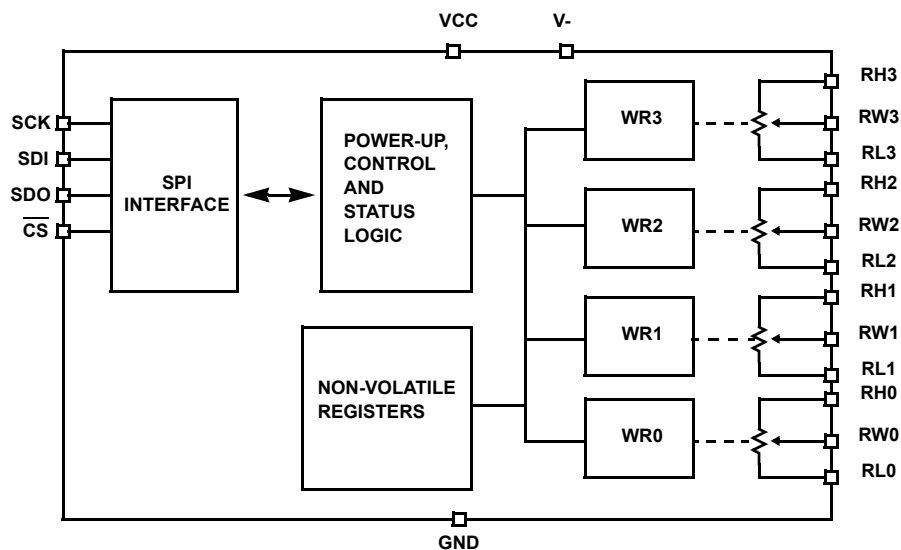 VCC
V-
SCK
SDI
SDO
CS
SPI
INTERFACE
POWER-UP,
CONTROL
AND
STATUS
LOGIC
NON-VOLATILE
REGISTERS
WR3
WR2
WR1
WR0
RH3
RW3
RL3
RH2
RW2
RL2
RH1
RW1
RL1
RH0
RW0
RL0
GND